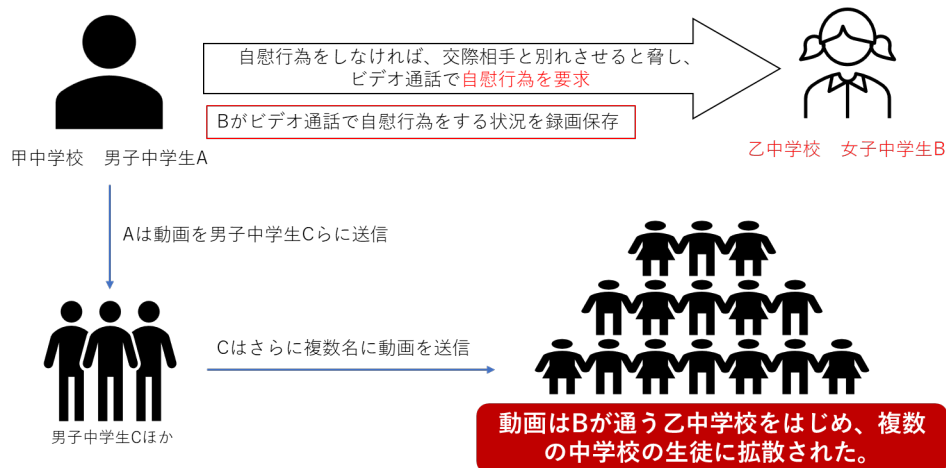 自慰行為をしなければ、交際相手と別れさせると脅し、
ビデオ通話で自慰行為を要求
Bがビデオ通話で自慰行為をする状況を録画保存
甲中学校　男子中学生A
乙中学校　女子中学生B
Aは動画を男子中学生Cらに送信
Cはさらに複数名に動画を送信
男子中学生Cほか
動画はBが通う乙中学校をはじめ、複数
の中学校の生徒に拡散された。